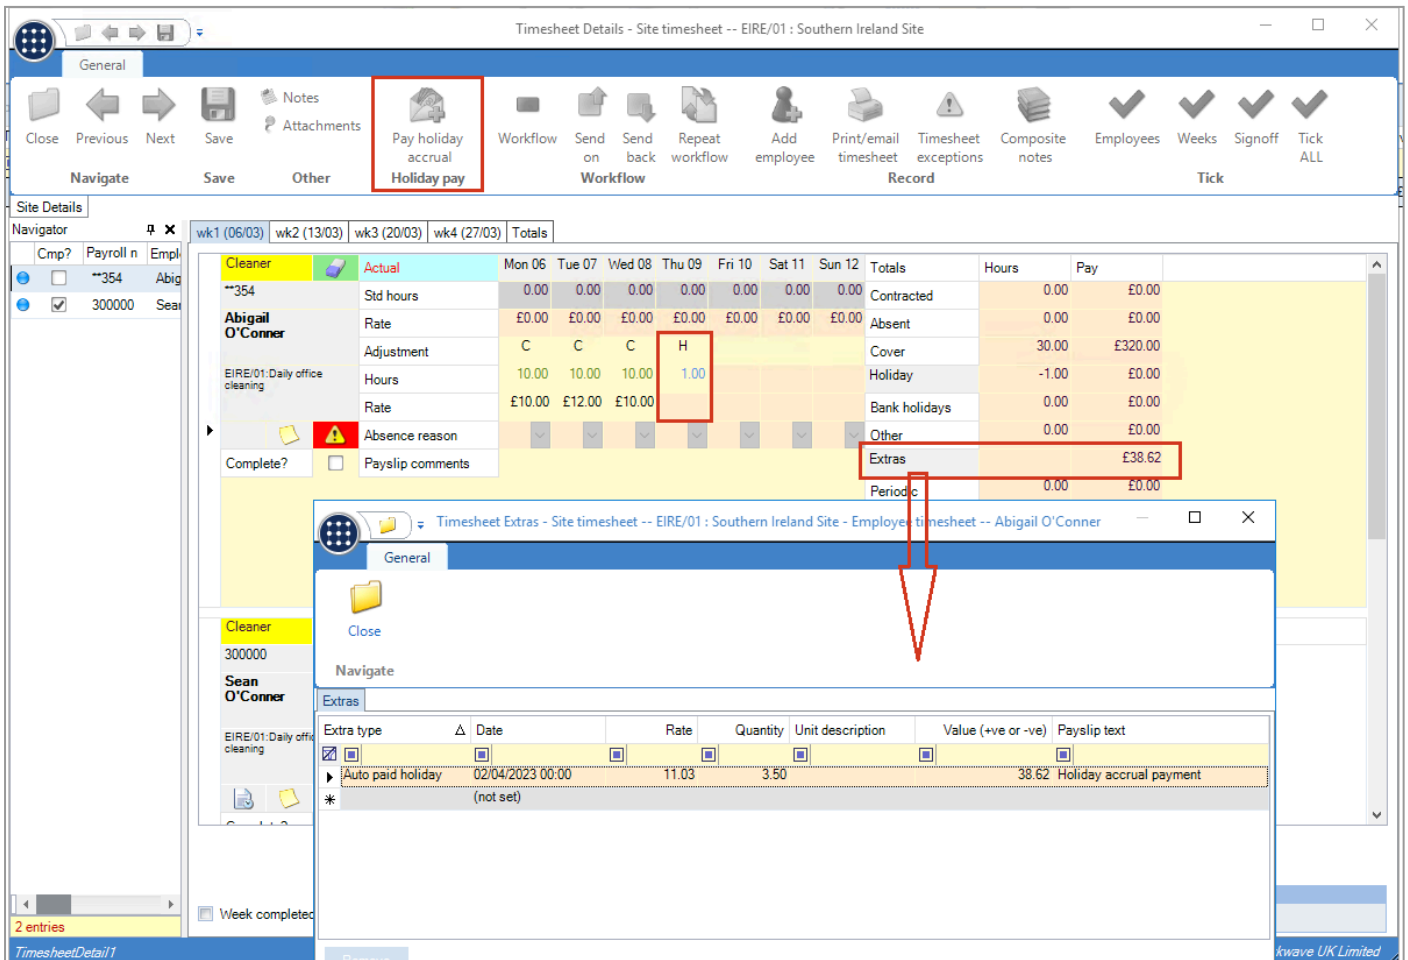 Timesheet Details - Site timesheet -- EIRE/01 : Southern Ireland Site
General
Close Previous Next
Navigate
Save
Save
Notes
Attachments
Other
Pay holiday
accrual
Holiday pay
Workflow Send on Send back Repeat workflow
Workflow
Add employee Print/email timesheet Timesheet exceptions Composite notes
Record
Employees Weeks Signoff Tick ALL
Tick
Site Details
Navigator
Cmp? Payroll n Empl
**354 Abig
300000 Sear
2 entries
wk1 (06/03) wk2 (13/03) wk3 (20/03) wk4 (27/03) Totals
Cleaner Actual Mon 06 Tue 07 Wed 08 Thu 09 Fri 10 Sat 11 Sun 12 Totals Hours Pay
**354 Std hours 0.00 0.00 0.00 0.00 0.00 0.00 0.00 Contracted 0.00 £0.00
Abigail O'Conner Rate £0.00 £0.00 £0.00 £0.00 £0.00 £0.00 £0.00 Absent 0.00 £0.00
Adjustment C C C H Cover 30.00 £320.00
EIRE/01:Daily office cleaning Hours 10.00 10.00 10.00 1.00 Holiday -1.00 £0.00
Rate £10.00 £12.00 £10.00 Bank holidays 0.00 £0.00
Absence reason Other 0.00 £0.00
Complete? Payslip comments Extras £38.62
Periodic 0.00 £0.00
Cleaner
300000
Sean
O'Conner
EIRE/01:Daily offic
cleaning
Week completed
Timesheet Extras - Site timesheet -- EIRE/01 : Southern Ireland Site - Employee timesheet -- Abigail O'Conner
General
Close
Navigate
Extras
Extra type Date Rate Quantity Unit description Value (+ve or -ve) Payslip text
Auto paid holiday 02/04/2023 00:00 11.03 3.50 38.62 Holiday accrual payment
(not set)
TimesheetDetail1
kwave UK Limited